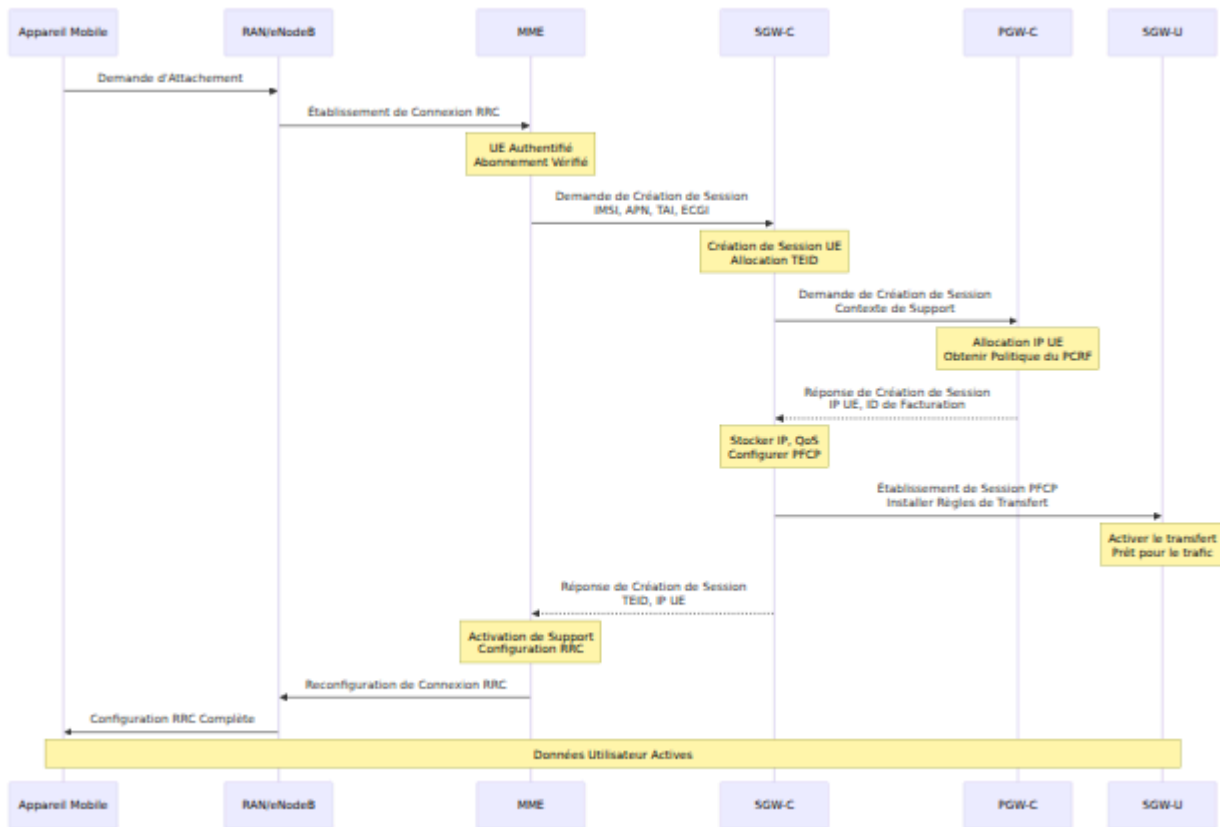 Appareil Mobile
RAN/eNodeB
MME
SGW-C
PGW-C
SGW-U
Demande d'Attachement
Établissement de Connexion RRC
UE Authentifié
Abonnement Vérifié
Demande de Création de Session
IMSI, APN, TAI, ECGI
Création de Session UE
Allocation TEID
Demande de Création de Session
Contexte de Support
Allocation IP UE
Obtenir Politique du PCRF
Réponse de Création de Session
IP UE, ID de Facturation
Stocker IP, QoS
Configurer PFCP
Établissement de Session PFCP
Installer Règles de Transfert
Activer le transfert
Prêt pour le trafic
Réponse de Création de Session
TEID, IP UE
Activation de Support
Configuration RRC
Reconfiguration de Connexion RRC
Configuration RRC Complète
Données Utilisateur Actives
Appareil Mobile
RAN/eNodeB
MME
SGW-C
PGW-C
SGW-U